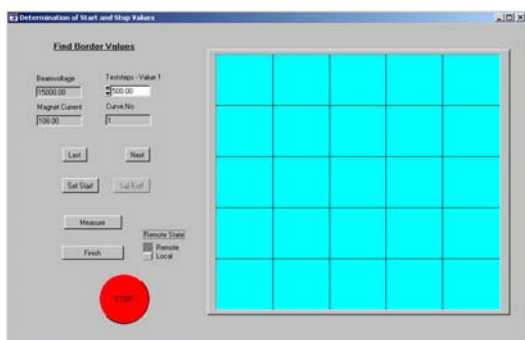 Determination of Start and Stop Values
Find Border Values
Beamvoltage
Teststeps - Value 1
15000.00
500.00
Magnet Current
Curve No
108.00
1
Last
Next
Set Start
Set End
Measure
Remote State
Remote
Local
Finish
STOP